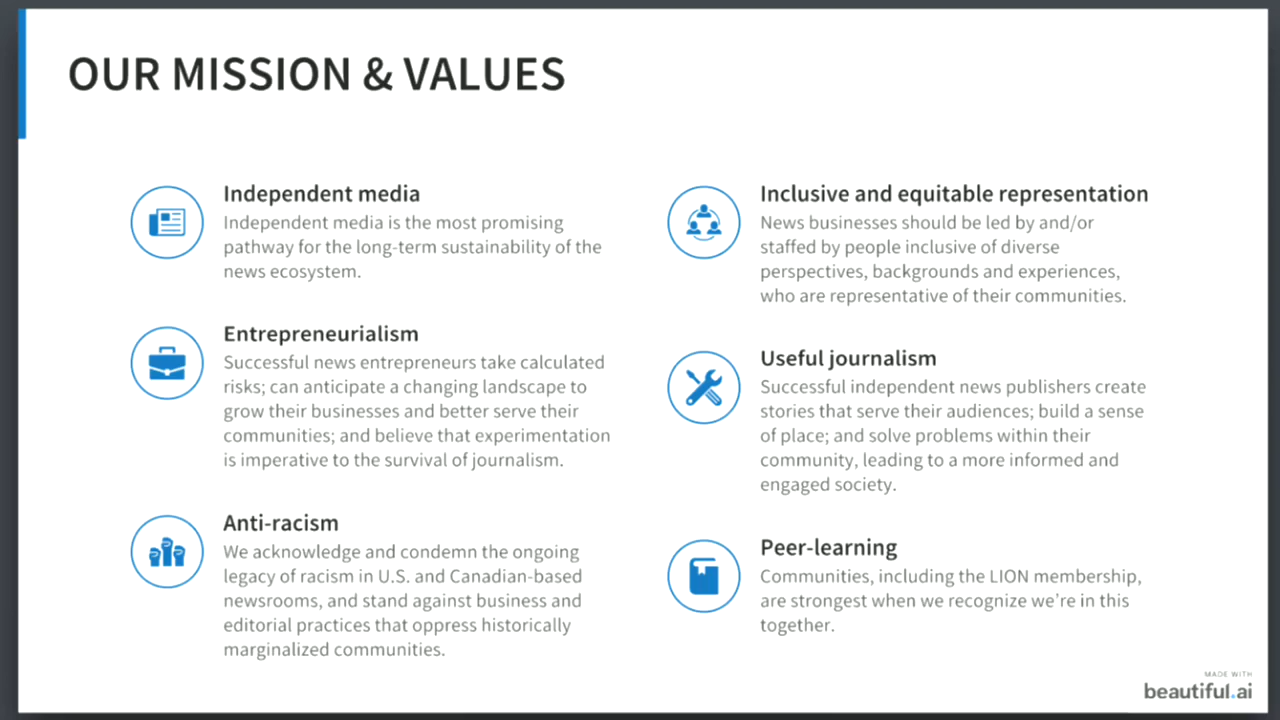 OUR MISSION & VALUES
Independent media
Independent media is the most promising
pathway for the long-term sustainability of the
news ecosystem.
Entrepreneurialism
Successful news entrepreneurs take calculated
risks; can anticipate a changing landscape to
grow their businesses and better serve their
communities; and believe that experimentation
is imperative to the survival of journalism.
Anti-racism
We acknowledge and condemn the ongoing
legacy of racism in U.S. and Canadian-based
newsrooms, and stand against business and
editorial practices that oppress historically
marginalized communities.
Inclusive and equitable representation
News businesses should be led by and/or
staffed by people inclusive of diverse
perspectives, backgrounds and experiences,
who are representative of their communities.
Useful journalism
Successful independent news publishers create
stories that serve their audiences; build a sense
of place; and solve problems within their
community, leading to a more informed and
engaged society.
Peer-learning
Communities, including the LION membership,
are strongest when we recognize we're in this
together.
MADE WITH
beautiful.ai